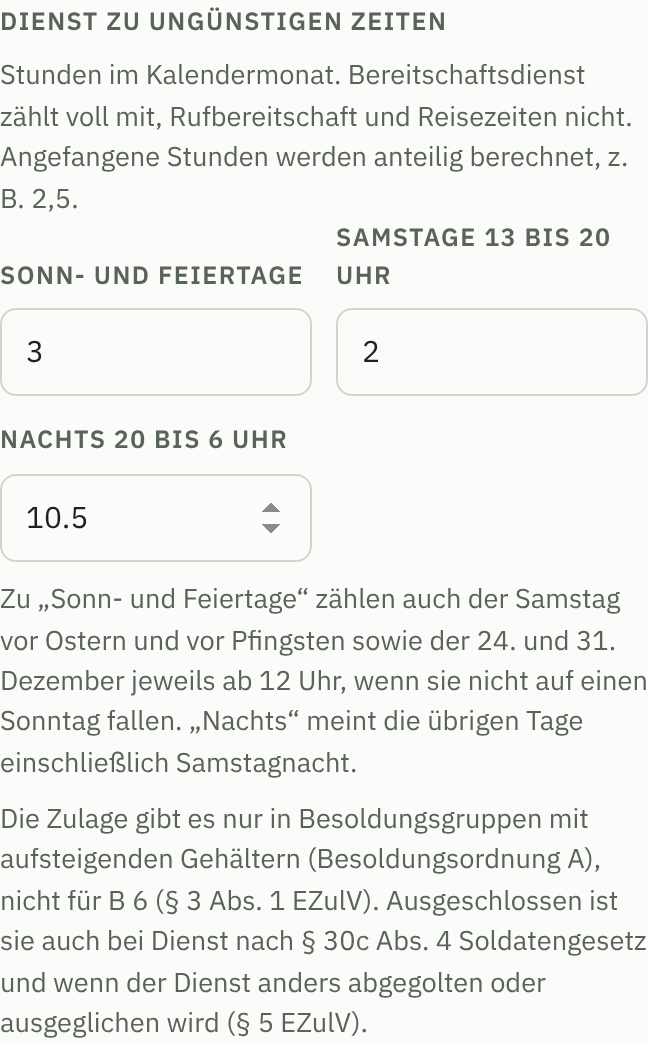 DIENST ZU UNGÜNSTIGEN ZEITEN
Stunden im Kalendermonat. Bereitschaftsdienst
zählt voll mit, Rufbereitschaft und Reisezeiten nicht.
Angefangene Stunden werden anteilig berechnet, z.
B. 2,5.
SONN- UND FEIERTAGE
3
SAMSTAGE 13 BIS 20
UHR
2
NACHTS 20 BIS 6 UHR
10.5
Zu „Sonn- und Feiertage“ zählen auch der Samstag
vor Ostern und vor Pfingsten sowie der 24. und 31.
Dezember jeweils ab 12 Uhr, wenn sie nicht auf einen
Sonntag fallen. „Nachts“ meint die übrigen Tage
einschließlich Samstagnacht.
Die Zulage gibt es nur in Besoldungsgruppen mit
aufsteigenden Gehältern (Besoldungsordnung A),
nicht für B 6 (§ 3 Abs. 1 EZulV). Ausgeschlossen ist
sie auch bei Dienst nach § 30c Abs. 4 Soldatengesetz
und wenn der Dienst anders abgegolten oder
ausgeglichen wird (§ 5 EZulV).